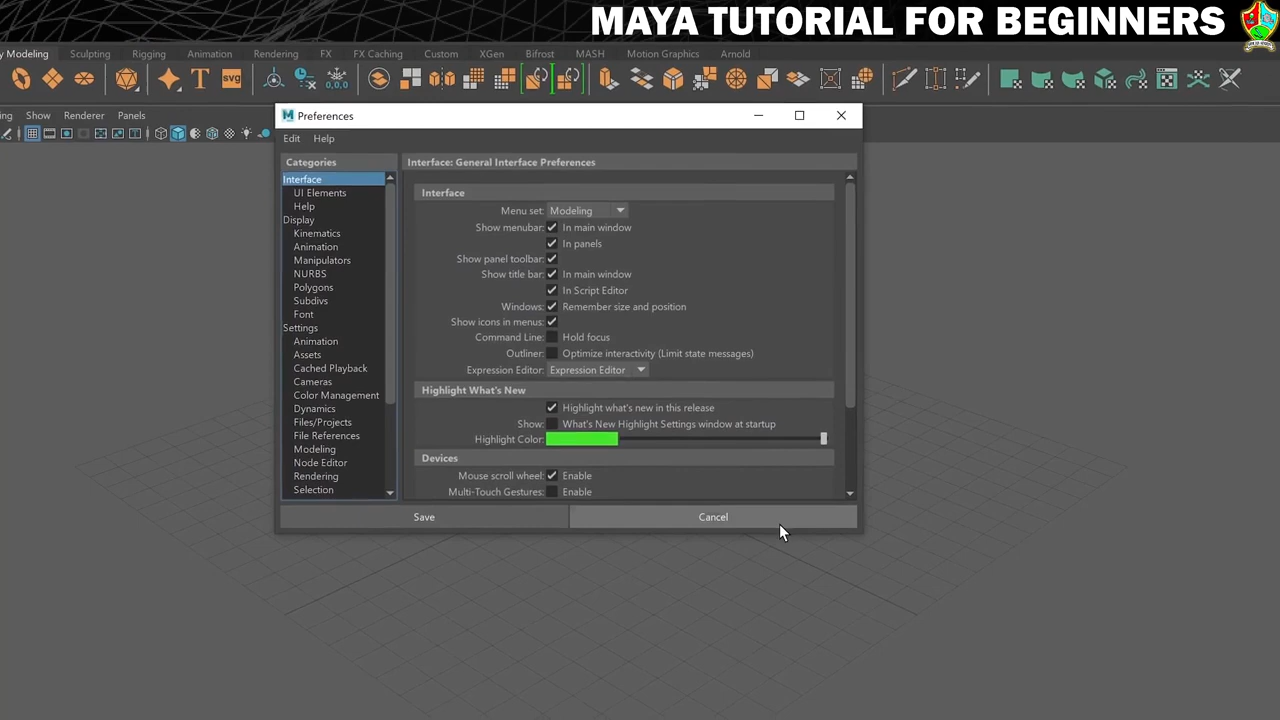 MAYA TUTORIAL FOR BEGINNERS
y Modeling Sculpting Rigging Animation Rendering FX FX Caching Custom XGen Bifrost MASH Motion Graphics Arnold
T SVG 0,0,0
ing Show Renderer Panels
Preferences
Edit Help
Categories
Interface
UI Elements
Help
Display
Kinematics
Animation
Manipulators
NURBS
Polygons
Subdivs
Font
Settings
Animation
Assets
Cached Playback
Cameras
Color Management
Dynamics
Files/Projects
File References
Modeling
Node Editor
Rendering
Selection
Interface: General Interface Preferences
Interface
Menu set: Modeling
Show menubar: In main window
In panels
Show panel toolbar:
Show title bar: In main window
In Script Editor
Windows: Remember size and position
Show icons in menus:
Command Line: Hold focus
Outliner: Optimize interactivity (Limit state messages)
Expression Editor: Expression Editor
Highlight What's New
Highlight what's new in this release
Show: What's New Highlight Settings window at startup
Highlight Color:
Devices
Mouse scroll wheel: Enable
Multi-Touch Gestures: Enable
Save Cancel